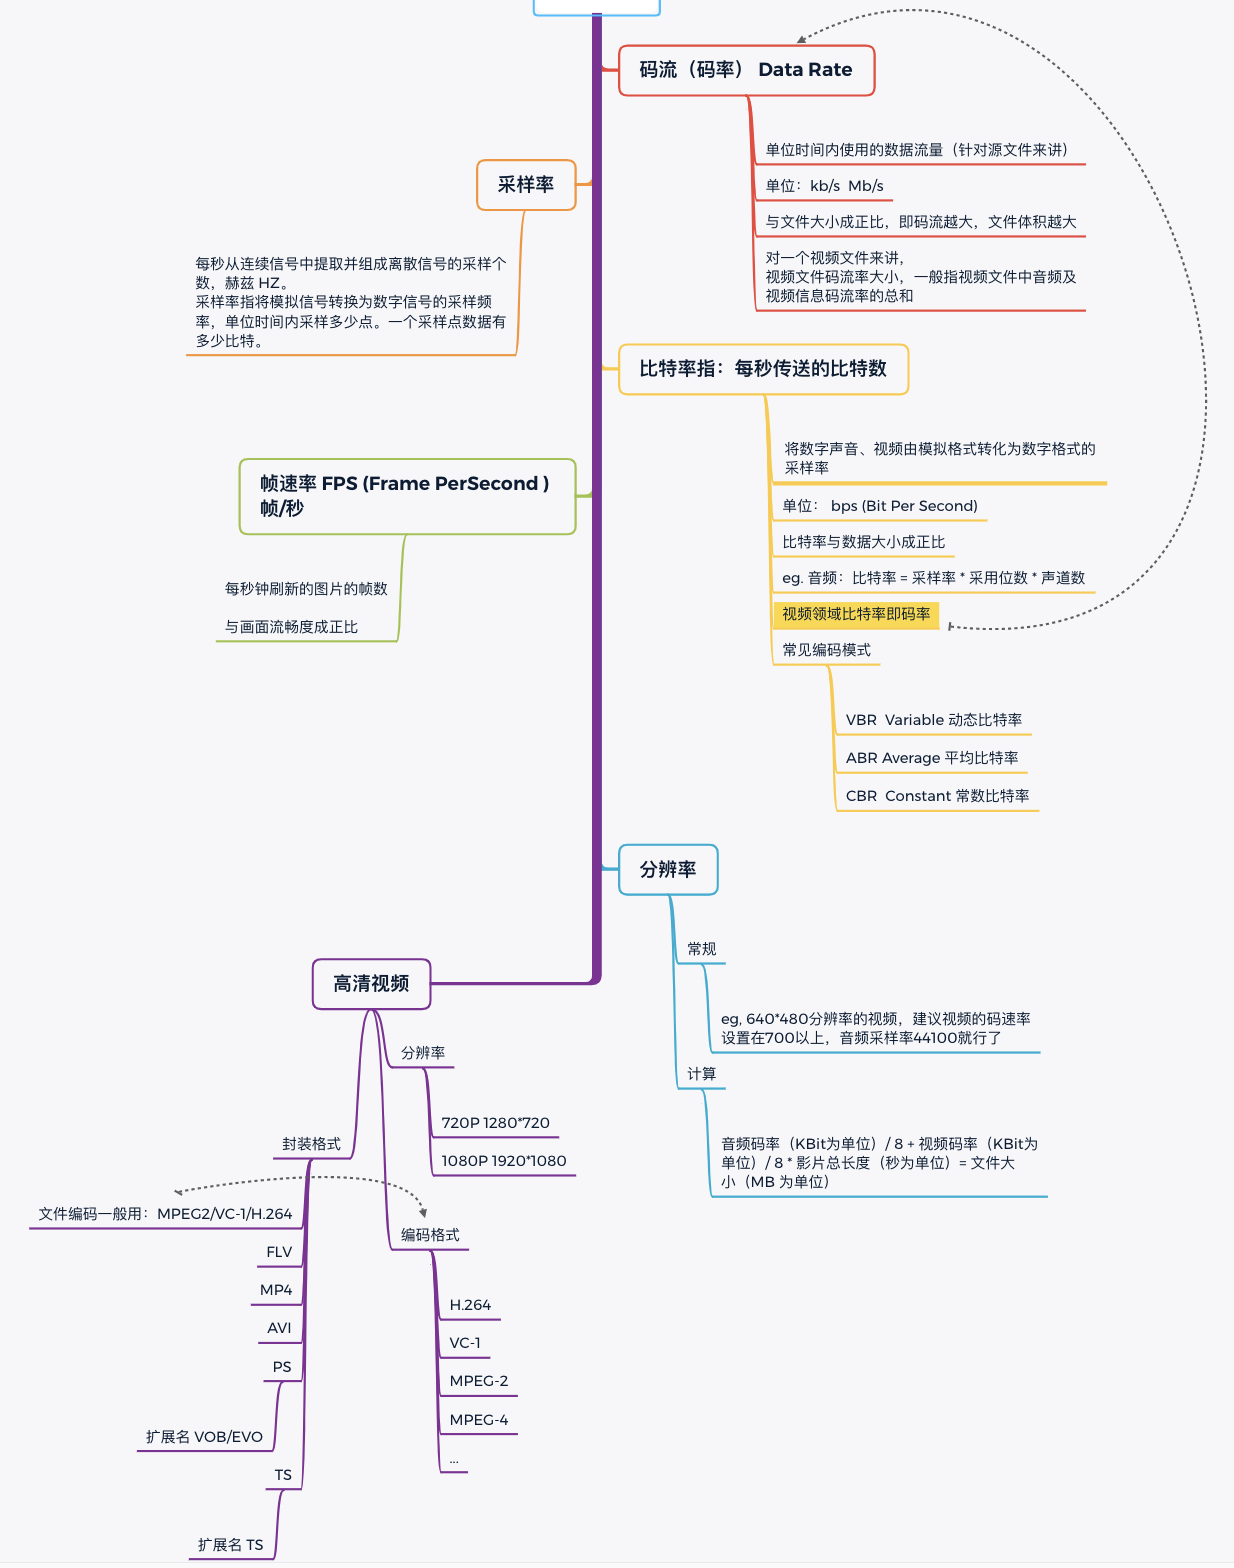 码流（码率） Data Rate
单位时间内使用的数据流量（针对源文件来讲）
单位：kb/s  Mb/s
与文件大小成正比，即码流越大，文件体积越大
对一个视频文件来讲，
视频文件码流率大小，一般指视频文件中音频及
视频信息码流率的总和
采样率
每秒从连续信号中提取并组成离散信号的采样个
数，赫兹 HZ。
采样率指将模拟信号转换为数字信号的采样频
率，单位时间内采样多少点。一个采样点数据有
多少比特。
比特率指：每秒传送的比特数
将数字声音、视频由模拟格式转化为数字格式的
采样率
单位： bps (Bit Per Second)
比特率与数据大小成正比
eg. 音频：比特率 = 采样率 * 采用位数 * 声道数
视频领域比特率即码率
常见编码模式
VBR  Variable 动态比特率
ABR Average 平均比特率
CBR  Constant 常数比特率
帧速率 FPS (Frame PerSecond )
帧/秒
每秒钟刷新的图片的帧数
与画面流畅度成正比
分辨率
常规
eg, 640*480分辨率的视频，建议视频的码速率
设置在700以上，音频采样率44100就行了
计算
音频码率（KBit为单位）/ 8 + 视频码率（KBit为
单位）/ 8 * 影片总长度（秒为单位）= 文件大
小（MB 为单位）
高清视频
分辨率
720P 1280*720
1080P 1920*1080
封装格式
文件编码一般用：MPEG2/VC-1/H.264
FLV
MP4
AVI
PS
扩展名 VOB/EVO
TS
扩展名 TS
编码格式
H.264
VC-1
MPEG-2
MPEG-4
...